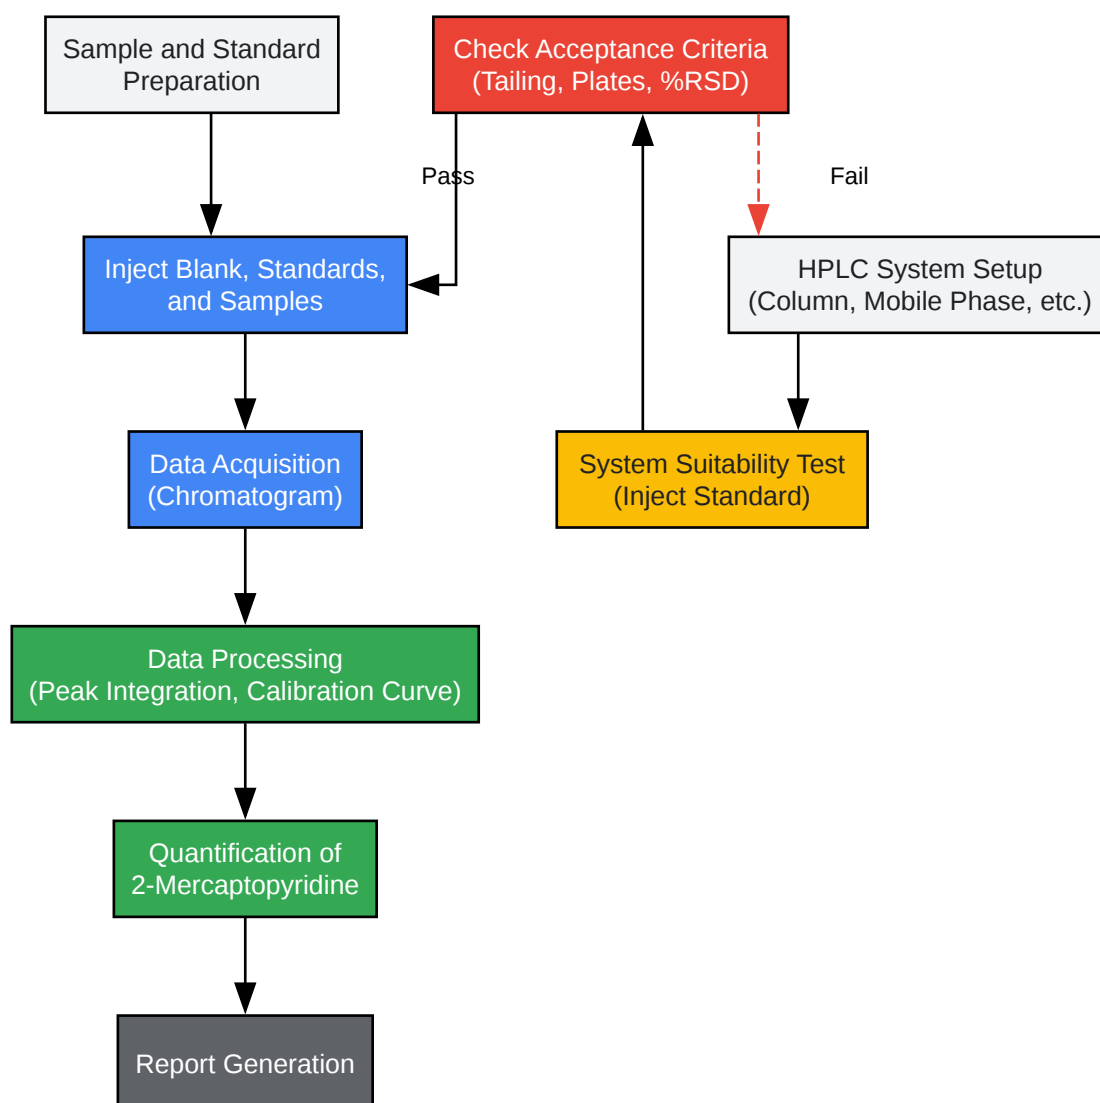 Sample and Standard
Preparation
Check Acceptance Criteria
(Tailing, Plates, %RSD)
Pass
Fail
Inject Blank, Standards,
and Samples
HPLC System Setup
(Column, Mobile Phase, etc.)
Data Acquisition
(Chromatogram)
System Suitability Test
(Inject Standard)
Data Processing
(Peak Integration, Calibration Curve)
Quantification of
2-Mercaptopyridine
Report Generation